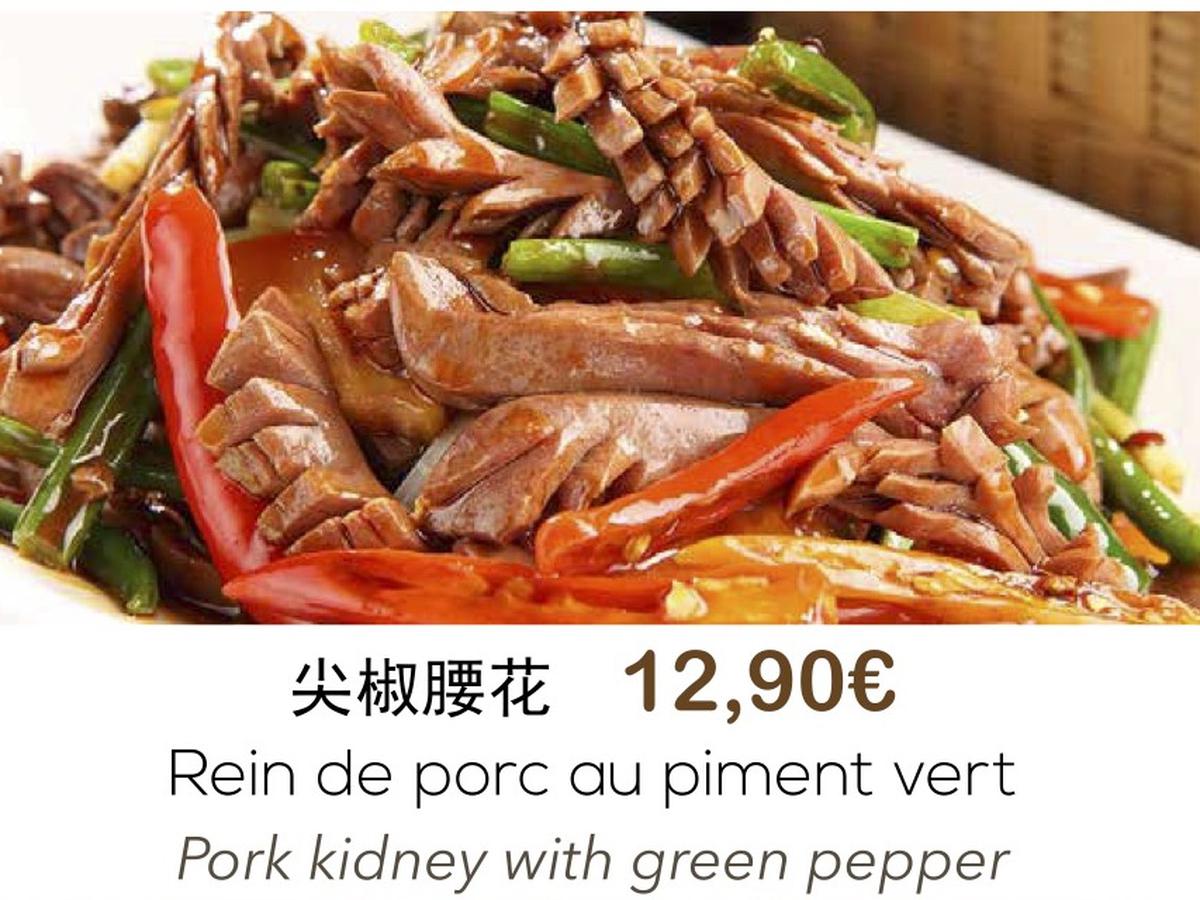 尖椒腰花 12,90€
Rein de porc au piment vert
Pork kidney with green pepper